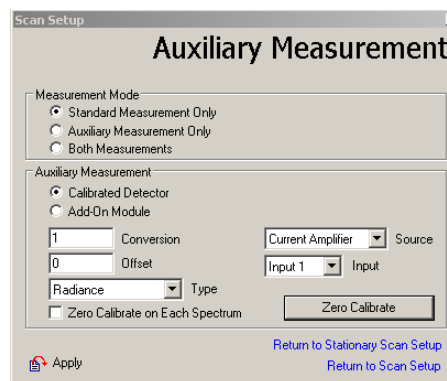 Scan Setup
Auxiliary Measurement
Measurement Mode
Standard Measurement Only
Auxiliary Measurement Only
Both Measurements
Auxiliary Measurement
Calibrated Detector
Add-On Module
1 Conversion Current Amplifier Source
0 Offset Input 1 Input
Radiance Type
Zero Calibrate on Each Spectrum Zero Calibrate
Return to Stationary Scan Setup
Apply Return to Scan Setup